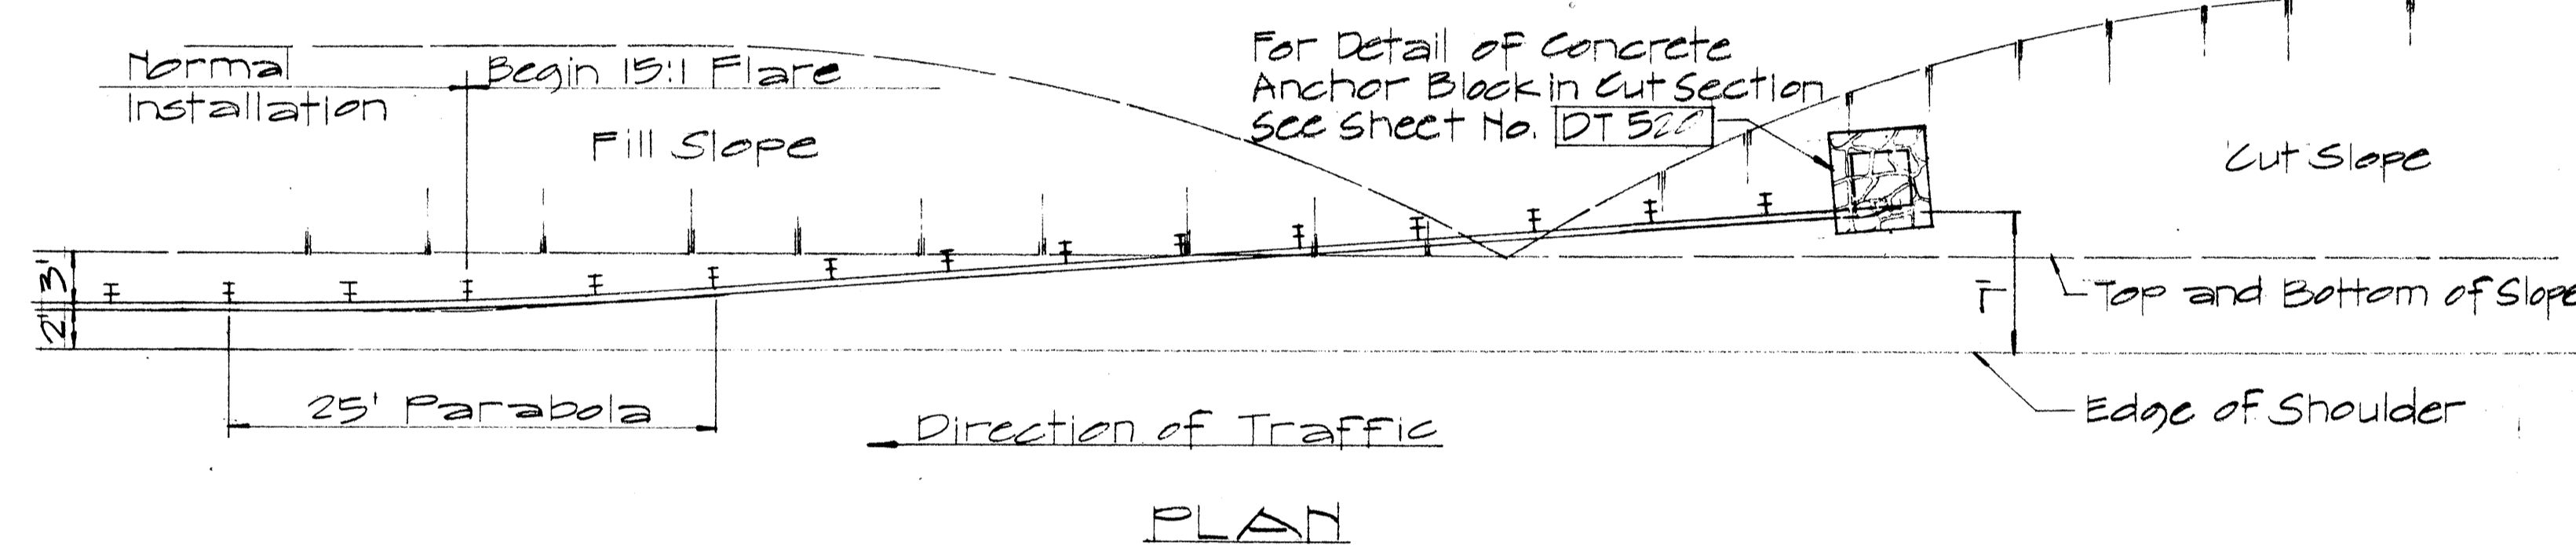 Normal
Installation
Begin 15:1 Flare
Fill Slope
For Detail of Concrete
Anchor Block in Cut Section
See Sheet No. DT 520
Cut Slope
3'
2'
25' Parabola
Direction of Traffic
Top and Bottom of Slope
Edge of Shoulder
PLAN